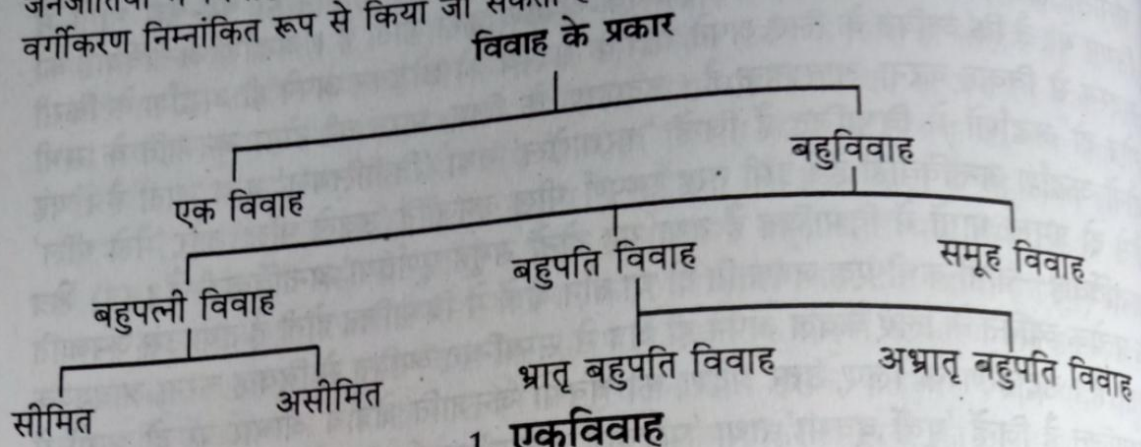 वर्गीकरण निम्नांकित रूप से किया जा
विवाह के प्रकार
एक विवाह
बहुविवाह
बहुपत्नी विवाह
बहुपति विवाह
समूह विवाह
सीमित
असीमित
भ्रातृ बहुपति विवाह
अभ्रातृ बहुपति विवाह
1. एकविवाह